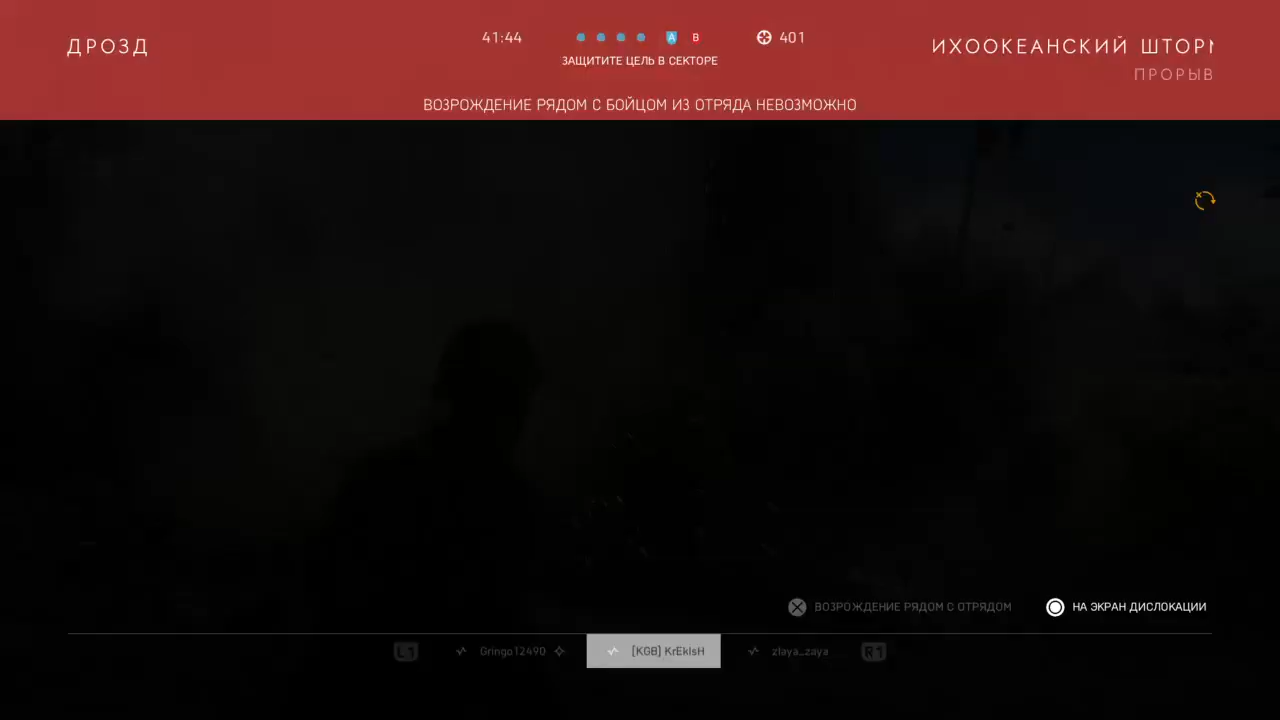 ДРОЗД
41:44
A B
401
ИХООКЕАНСКИЙ ШТОР
ЗАЩИТИТЕ ЦЕЛЬ В СЕКТОРЕ
ПРОРЫВ
ВОЗРОЖДЕНИЕ РЯДОМ С БОЙЦОМ ИЗ ОТРЯДА НЕВОЗМОЖНО
ВОЗРОЖДЕНИЕ РЯДОМ С ОТРЯДОМ
НА ЭКРАН ДИСЛОКАЦИИ
L1 Gringo12490 [KGB] KrEkIsH zlaya_zaya R1